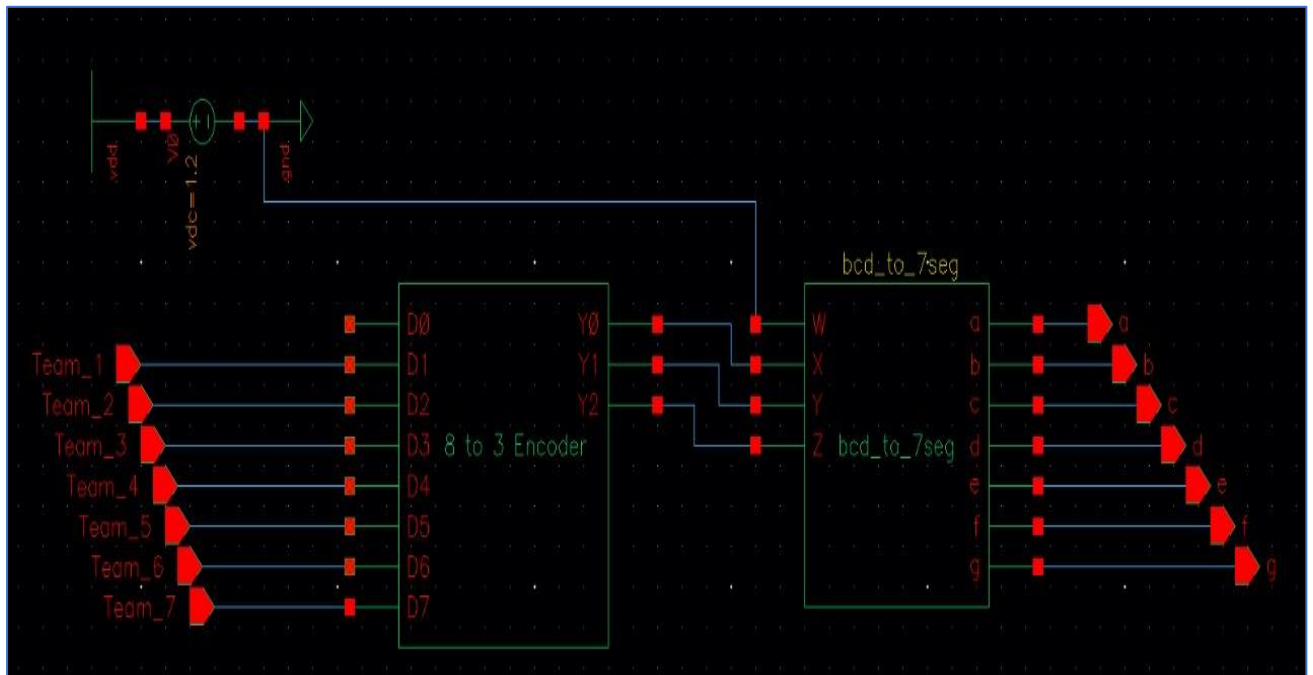 vdd
V0
vdc=1.2
gnd
bcd_to_7seg
D0 Y0 W a a
Team_1 D1 Y1 X b b
Team_2 D2 Y2 Y c c
Team_3 D3 8 to 3 Encoder Z bcd_to_7seg d d
Team_4 D4 e e
Team_5 D5 f f
Team_6 D6 g g
Team_7 D7